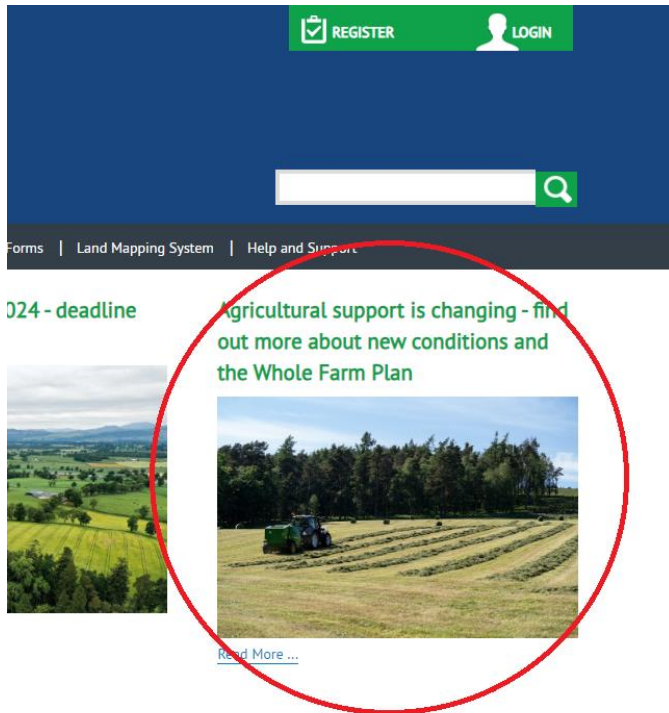 REGISTER LOGIN
Forms | Land Mapping System | Help and Support
024 - deadline
Agricultural support is changing - find
out more about new conditions and
the Whole Farm Plan
Read More ...